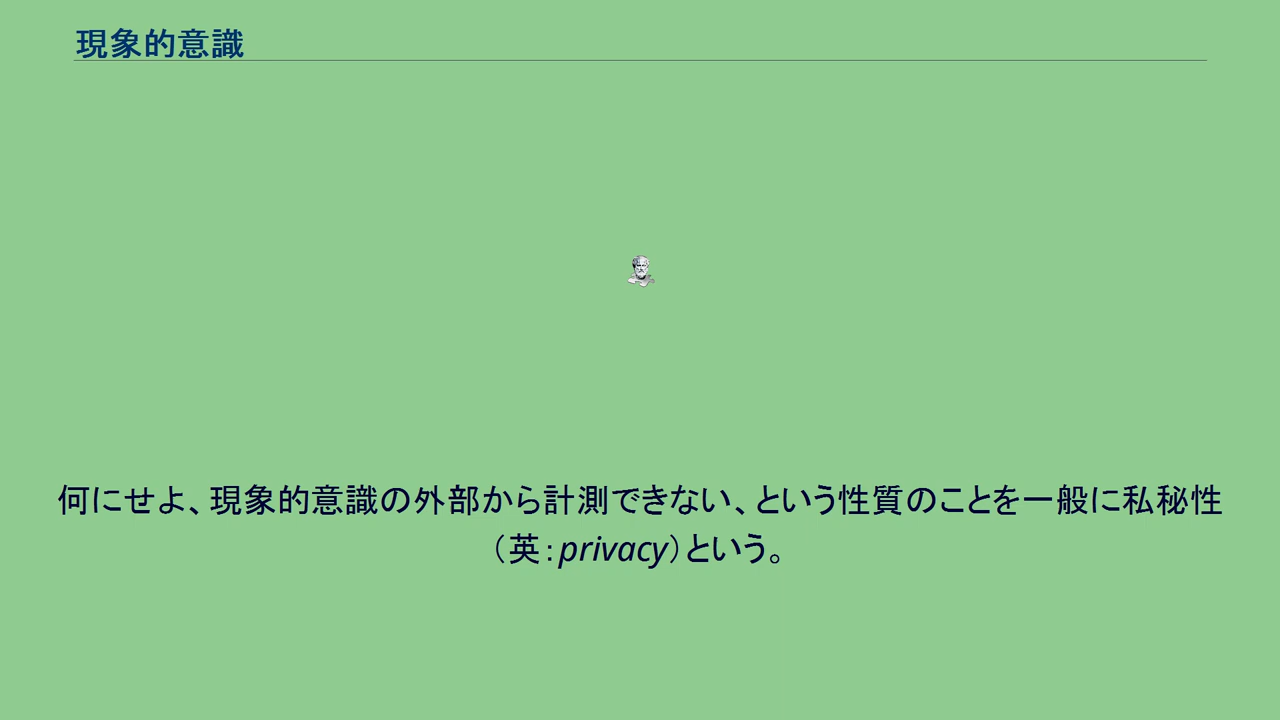 現象的意識
何にせよ、現象的意識の外部から計測できない、という性質のことを一般に私秘性
（英：privacy）という。